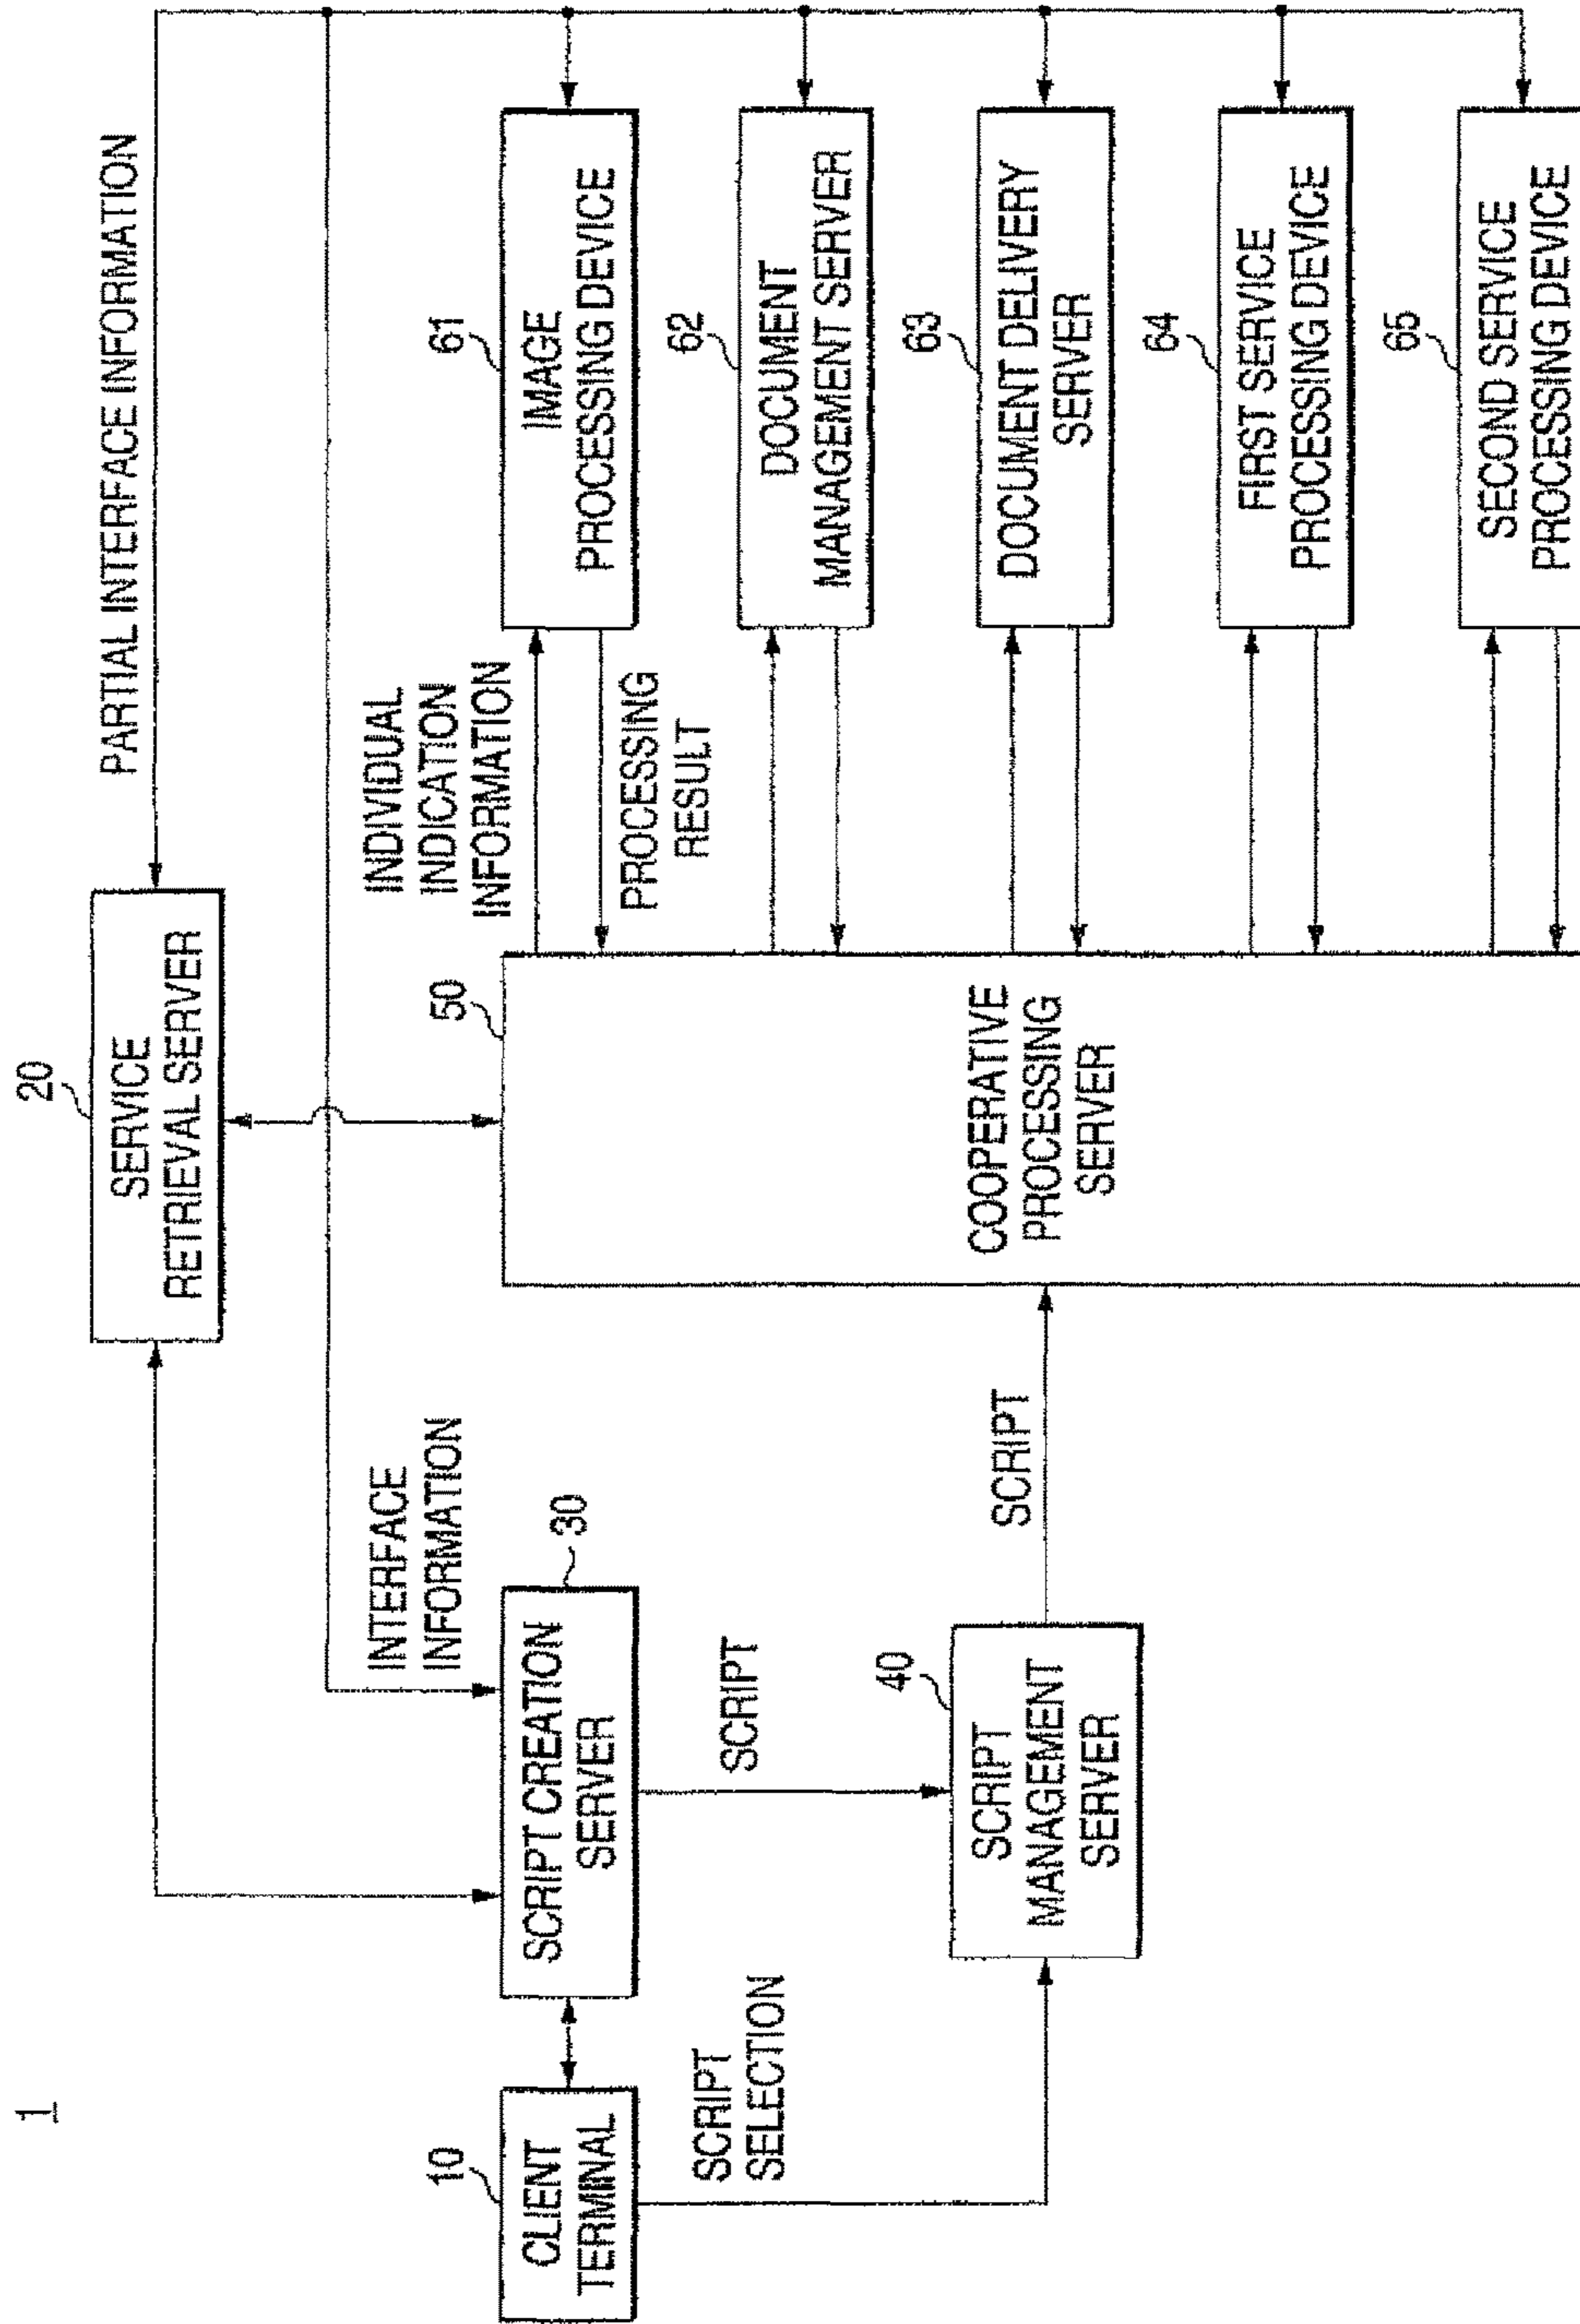 1
PARTIAL INTERFACE INFORMATION
20
SERVICE
RETRIEVAL SERVER
INTERFACE
INFORMATION
INDIVIDUAL
INDICATION
INFORMATION
PROCESSING
RESULT
10
CLIENT
TERMINAL
30
SCRIPT CREATION
SERVER
50
COOPERATIVE
PROCESSING
SERVER
61
IMAGE
PROCESSING DEVICE
62
DOCUMENT
MANAGEMENT SERVER
SCRIPT
SELECTION
SCRIPT
40
SCRIPT
MANAGEMENT
SERVER
SCRIPT
63
DOCUMENT DELIVERY
SERVER
64
FIRST SERVICE
PROCESSING DEVICE
65
SECOND SERVICE
PROCESSING DEVICE